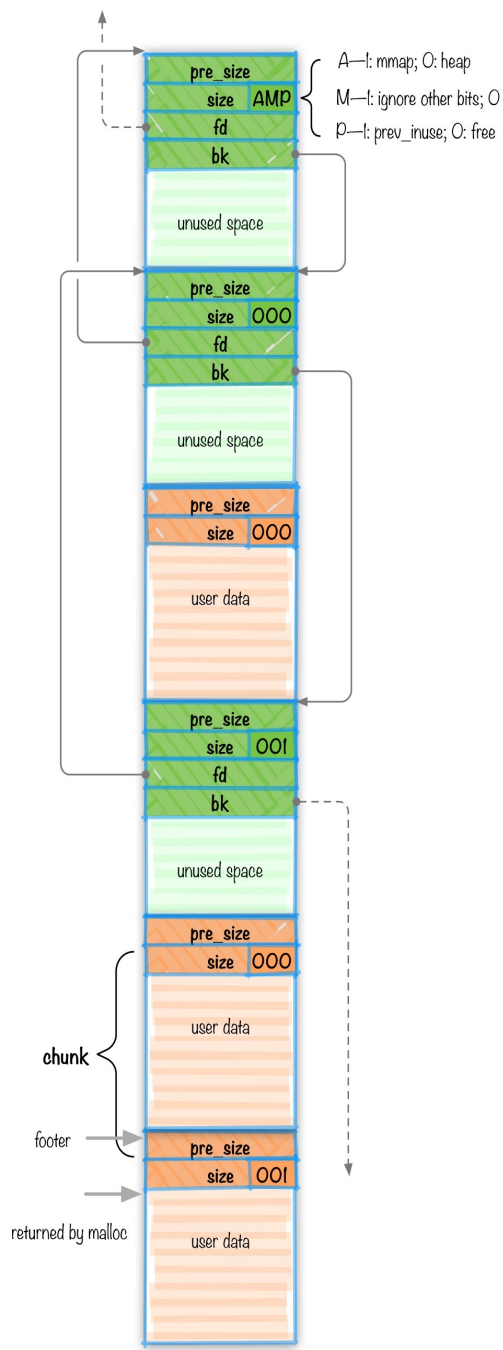 pre_size
size AMP
fd
bk
unused space
A—1: mmap; 0: heap
M—1: ignore other bits; 0
P—1: prev_inuse; 0: free
pre_size
size 000
fd
bk
unused space
pre_size
size 000
user data
pre_size
size 001
fd
bk
unused space
pre_size
size 000
user data
chunk
footer
pre_size
size 001
returned by malloc
user data